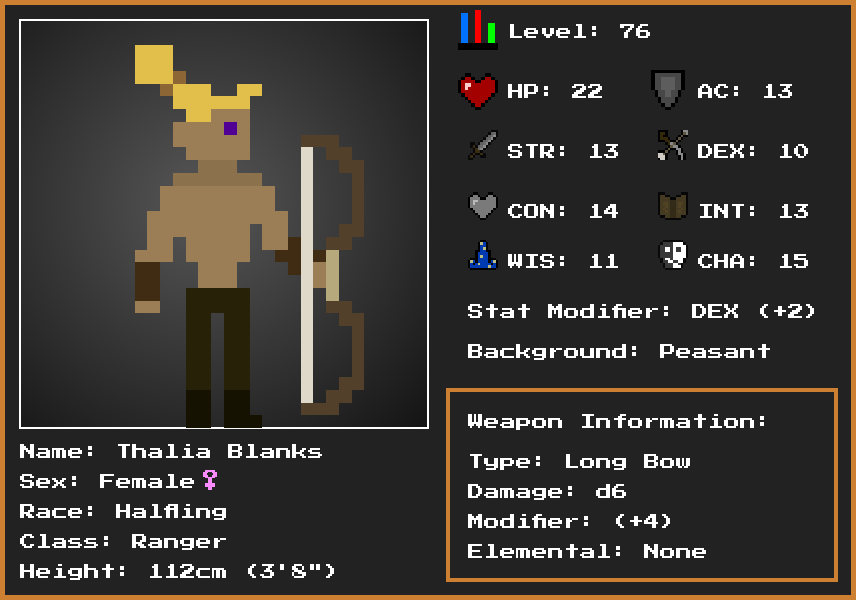 Level: 76
HP: 22 AC: 13
STR: 13 DEX: 10
CON: 14 INT: 13
WIS: 11 CHA: 15
Stat Modifier: DEX (+2)
Background: Peasant
Weapon Information:
Type: Long Bow
Damage: d6
Modifier: (+4)
Elemental: None
Name: Thalia Blanks
Sex: Female♀
Race: Halfling
Class: Ranger
Height: 112cm (3'8")